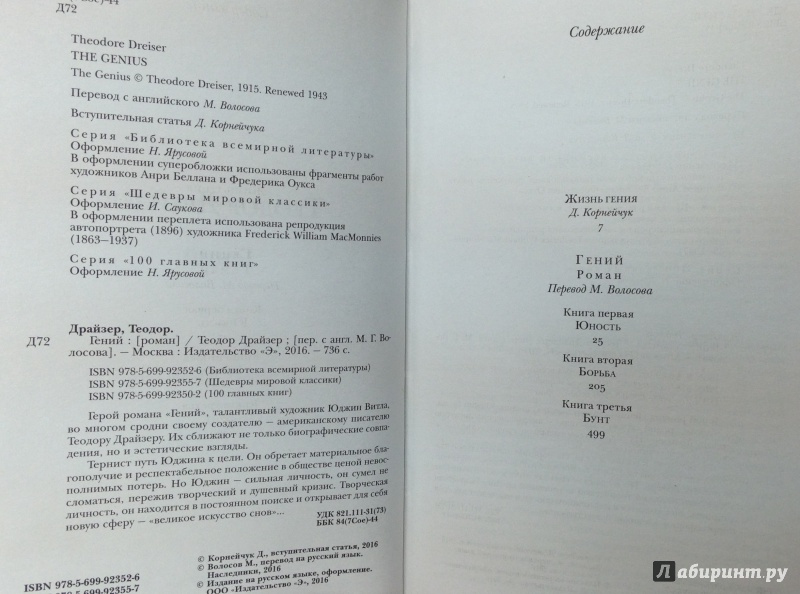 Д72
Theodore Dreiser
THE GENIUS
The Genius © Theodore Dreiser, 1915. Renewed 1943
Перевод с английского М. Волосова
Вступительная статья Д. Корнейчука
Серия «Библиотека всемирной литературы»
Оформление Н. Ярусовой
В оформлении суперобложки использованы фрагменты работ
художников Анри Беллана и Фредерика Оукса
Серия «Шедевры мировой классики»
Оформление И. Саукова
В оформлении переплета использована репродукция
автопортрета (1896) художника Frederick William MacMonnies
(1863–1937)
Серия «100 главных книг»
Оформление Н. Ярусовой
Драйзер, Теодор.
Д72 Гений : [роман] / Теодор Драйзер ; [пер. с англ. М. Г. Во-
лосова]. — Москва : Издательство «Э», 2016. — 736 с.
ISBN 978-5-699-92352-6 (Библиотека всемирной литературы)
ISBN 978-5-699-92355-7 (Шедевры мировой классики)
ISBN 978-5-699-92350-2 (100 главных книг)
Герой романа «Гений», талантливый художник Юджин Витла,
во многом сродни своему создателю — американскому писателю
Теодору Драйзеру. Их сближают не только биографические совпа-
дения, но и эстетические взгляды.
Тернист путь Юджина к цели. Он обретает материальное бла-
гополучие и респектабельное положение в обществе ценой невос-
полнимых потерь. Но Юджин — сильная личность, он сумел не
сломаться, пережив творческий и душевный кризис. Творческая
личность, он находится в постоянном поиске и открывает для себя
новую сферу — «великое искусство снов»...
УДК 821.111-31(73)
ББК 84(7Сое)-44
© Корнейчук Д., вступительная статья, 2016
© Волосов М., перевод на русский язык.
Наследники, 2016
© Издание на русском языке, оформление.
ООО «Издательство «Э», 2016
ISBN 978-5-699-92352-6
ISBN 978-5-699-92355-7
Содержание
Жизнь гения
Д. Корнейчук
7
Гений
Роман
Перевод М. Волосова
Книга первая
Юность
25
Книга вторая
Борьба
205
Книга третья
Бунт
499
Лабиринт.ру